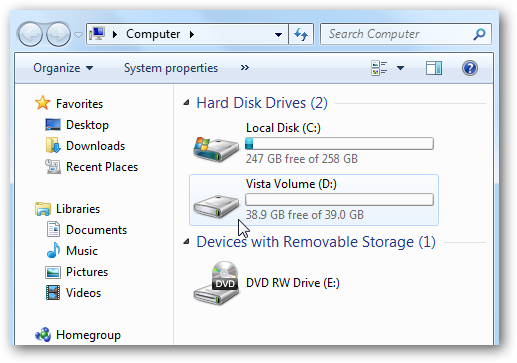 Computer
Search Computer
Organize
System properties
»
Favorites
Desktop
Downloads
Recent Places
Libraries
Documents
Music
Pictures
Videos
Homegroup
Hard Disk Drives (2)
Local Disk (C:)
247 GB free of 258 GB
Vista Volume (D:)
38.9 GB free of 39.0 GB
Devices with Removable Storage (1)
DVD
DVD RW Drive (E:)